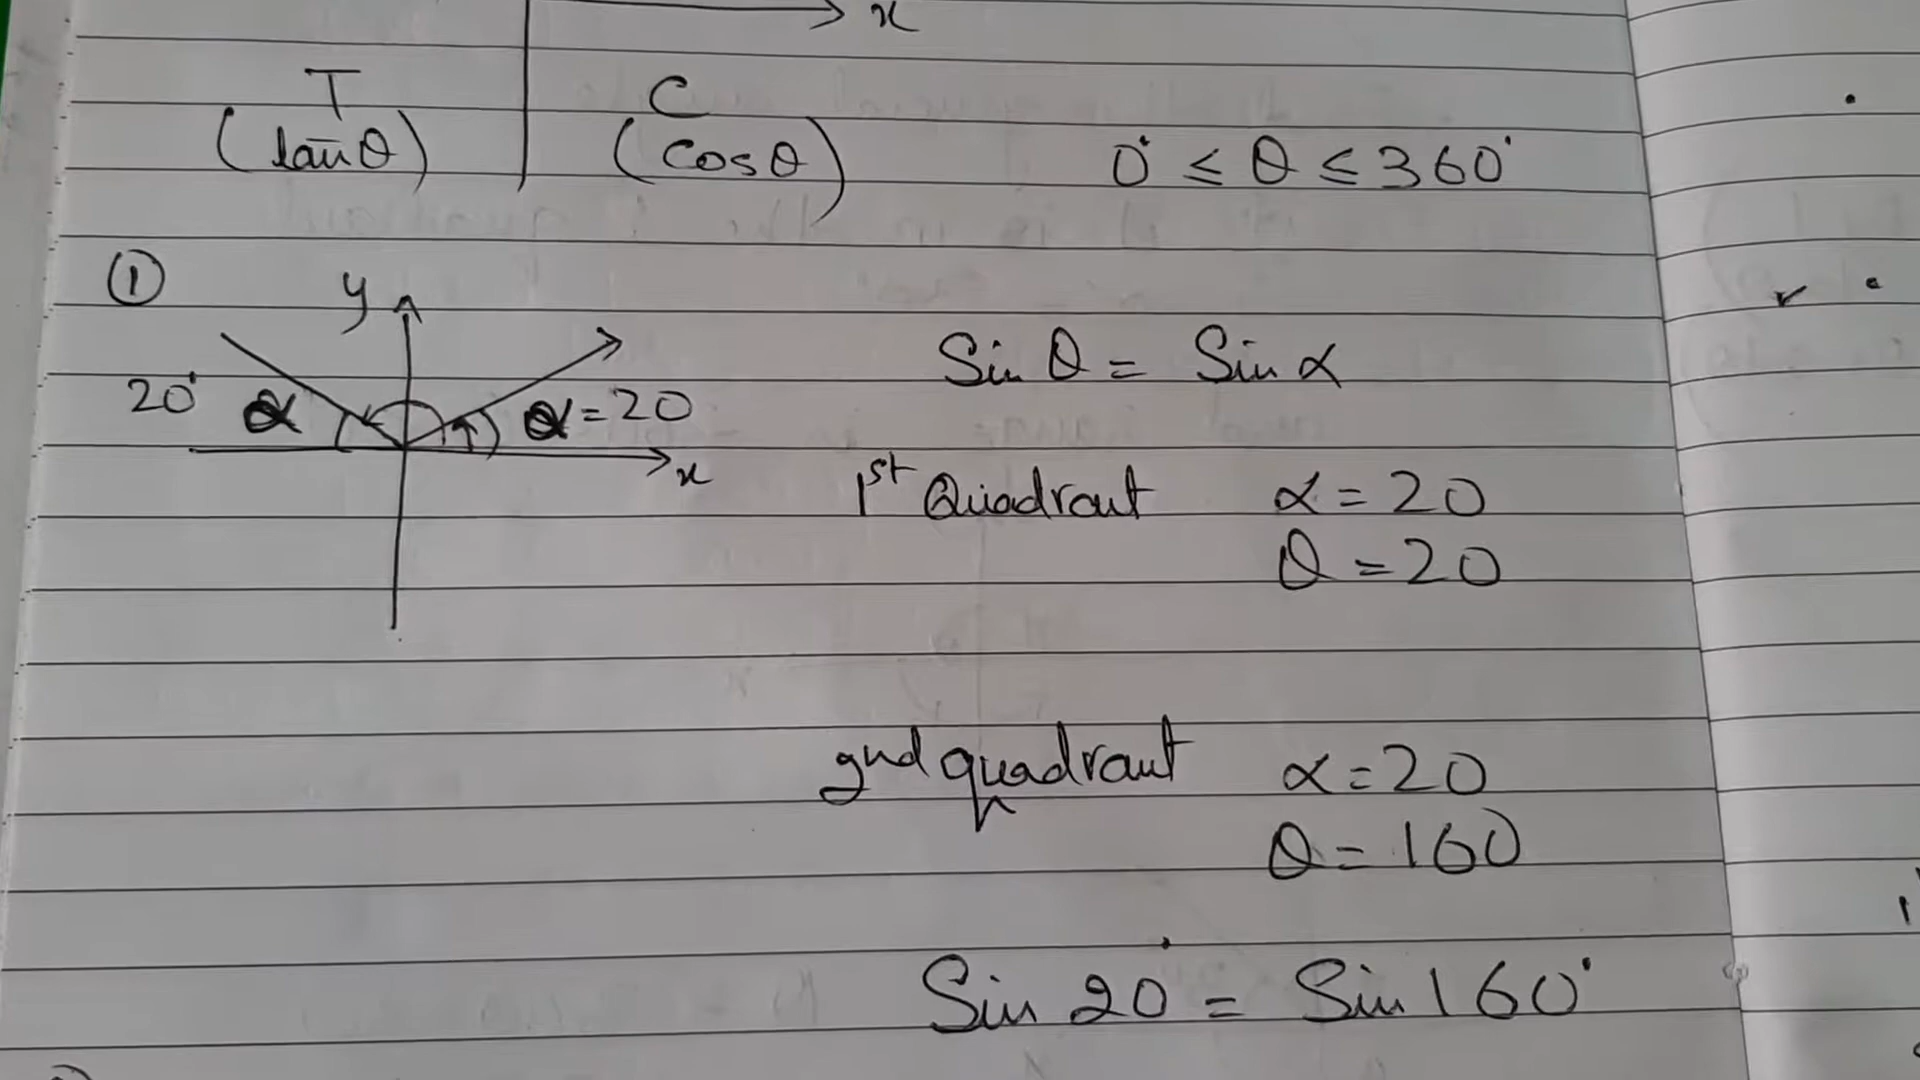 x
T C
(tanθ) (cosθ) 0° ≤ θ ≤ 360°
①
y
Sin θ = Sin α
20° α α=20
x
1st Quadrant α = 20
θ = 20
2nd quadrant α = 20
θ = 160
Sin 20° = Sin 160°